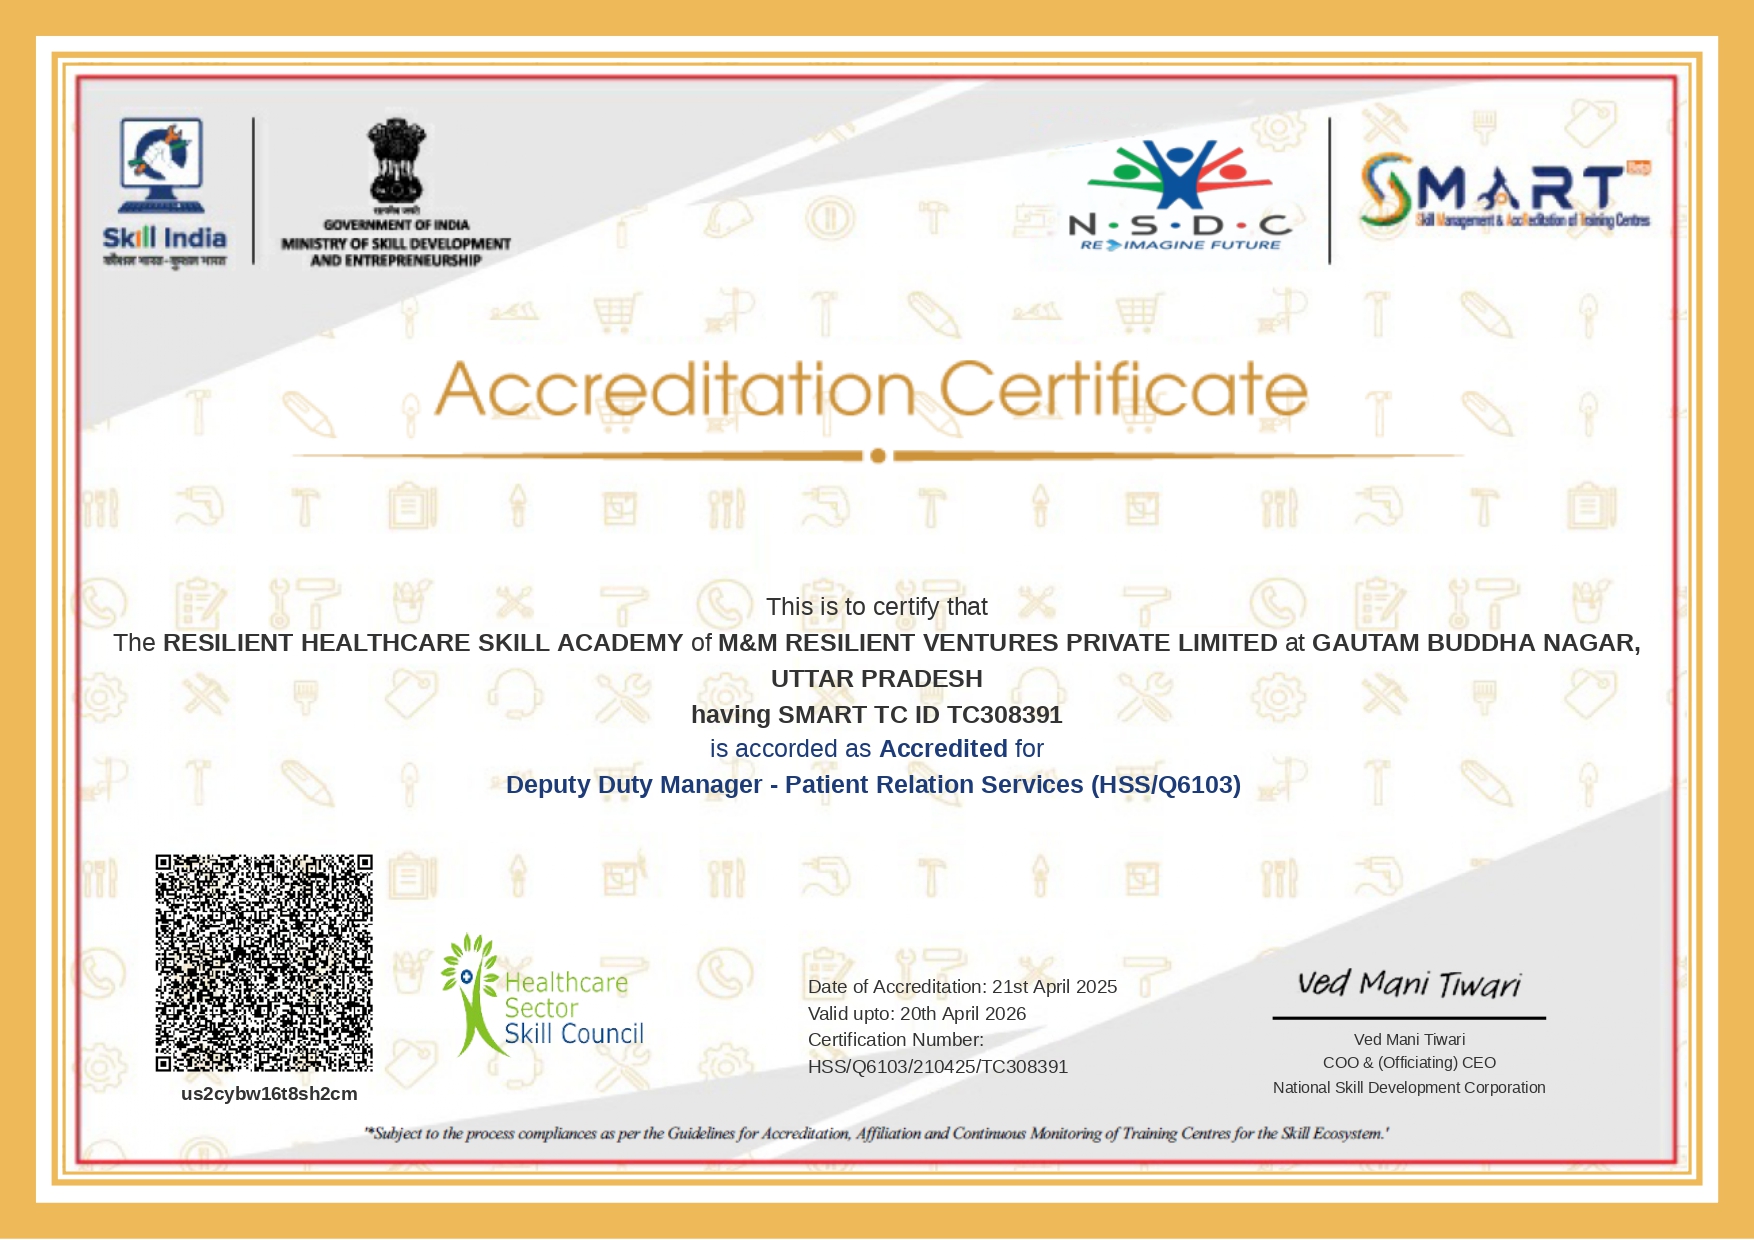 Skill India
कौशल भारत-कुशल भारत
सत्यमेव जयते
GOVERNMENT OF INDIA
MINISTRY OF SKILL DEVELOPMENT
AND ENTREPRENEURSHIP
N·S·D·C
RE IMAGINE FUTURE
SMART
Beta
Skill Management & Accreditation of Training Centres
Accreditation Certificate
This is to certify that
The RESILIENT HEALTHCARE SKILL ACADEMY of M&M RESILIENT VENTURES PRIVATE LIMITED at GAUTAM BUDDHA NAGAR,
UTTAR PRADESH
having SMART TC ID TC308391
is accorded as Accredited for
Deputy Duty Manager - Patient Relation Services (HSS/Q6103)
us2cybw16t8sh2cm
Healthcare
Sector
Skill Council
Date of Accreditation: 21st April 2025
Valid upto: 20th April 2026
Certification Number:
HSS/Q6103/210425/TC308391
Ved Mani Tiwari
Ved Mani Tiwari
COO & (Officiating) CEO
National Skill Development Corporation
'*Subject to the process compliances as per the Guidelines for Accreditation, Affiliation and Continuous Monitoring of Training Centres for the Skill Ecosystem.'